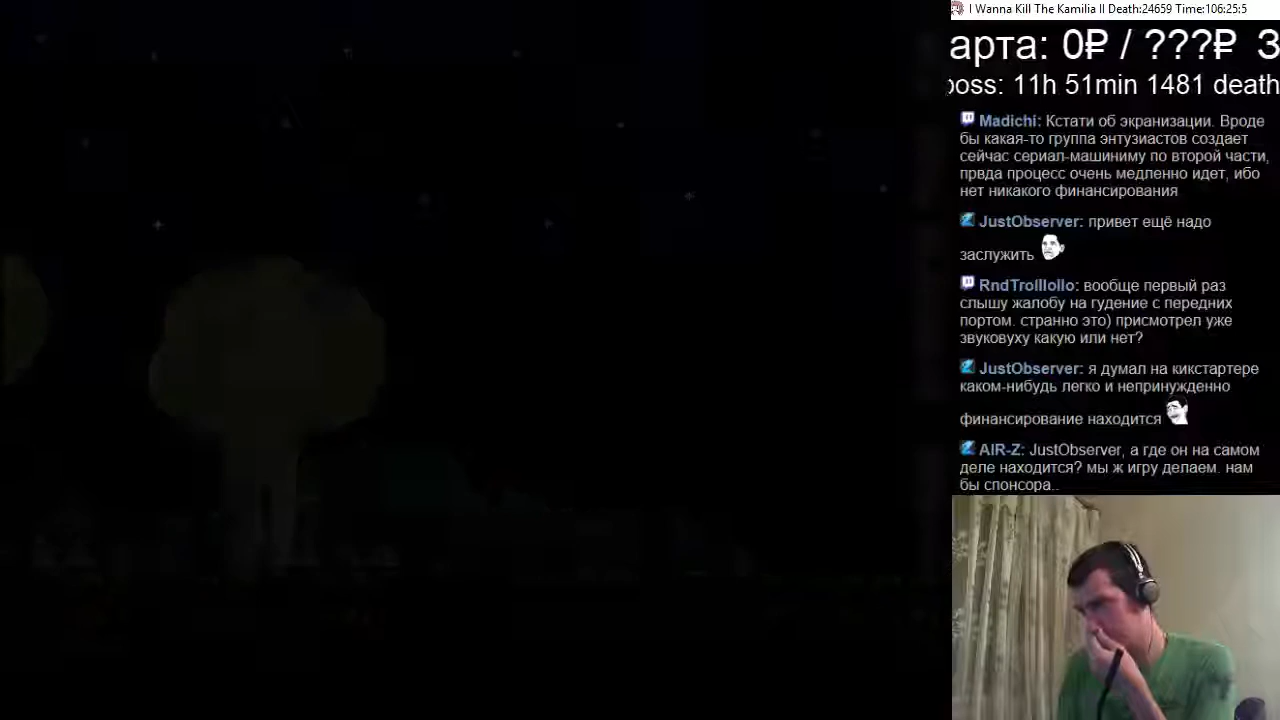 I Wanna Kill The Kamilia II Death:24659 Time:106:25:5
арта: 0₽ / ???₽ 3
boss: 11h 51min 1481 death
Madichi: Кстати об экранизации. Вроде
бы какая-то группа энтузиастов создает
сейчас сериал-машиниму по второй части,
првда процесс очень медленно идет, ибо
нет никакого финансирования
JustObserver: привет ещё надо
заслужить
RndTrolllollo: вообще первый раз
слышу жалобу на гудение с передних
портом. странно это) присмотрел уже
звуковуху какую или нет?
JustObserver: я думал на кикстартере
каком-нибудь легко и непринужденно
финансирование находится
AIR-Z: JustObserver, а где он на самом
деле находится? мы ж игру делаем. нам
бы спонсора..